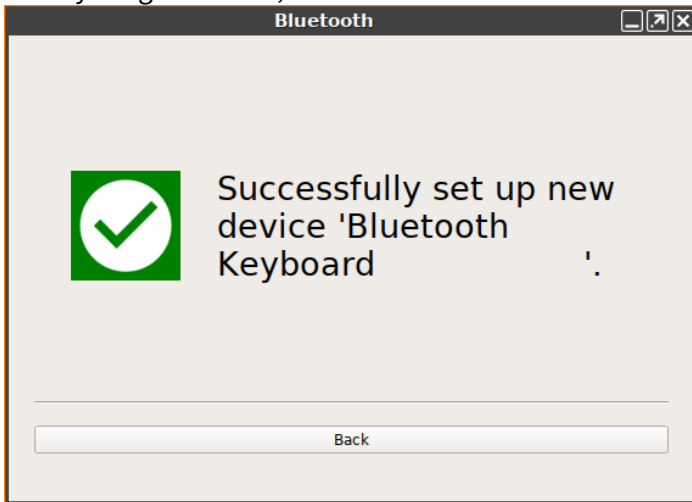 Bluetooth
Successfully set up new
device 'Bluetooth
Keyboard                '.
Back